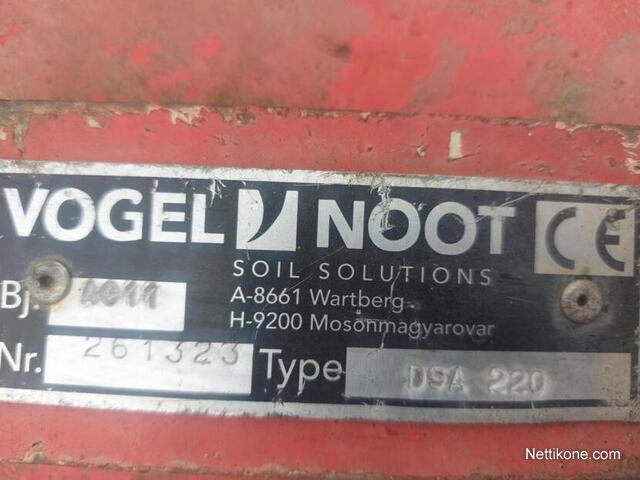 VOGEL NOOT CE
SOIL SOLUTIONS
A-8661 Wartberg
H-9200 Mosonmagyarovar
Bj.
Nr. 261323 Type DSA 220
Nettikone.com